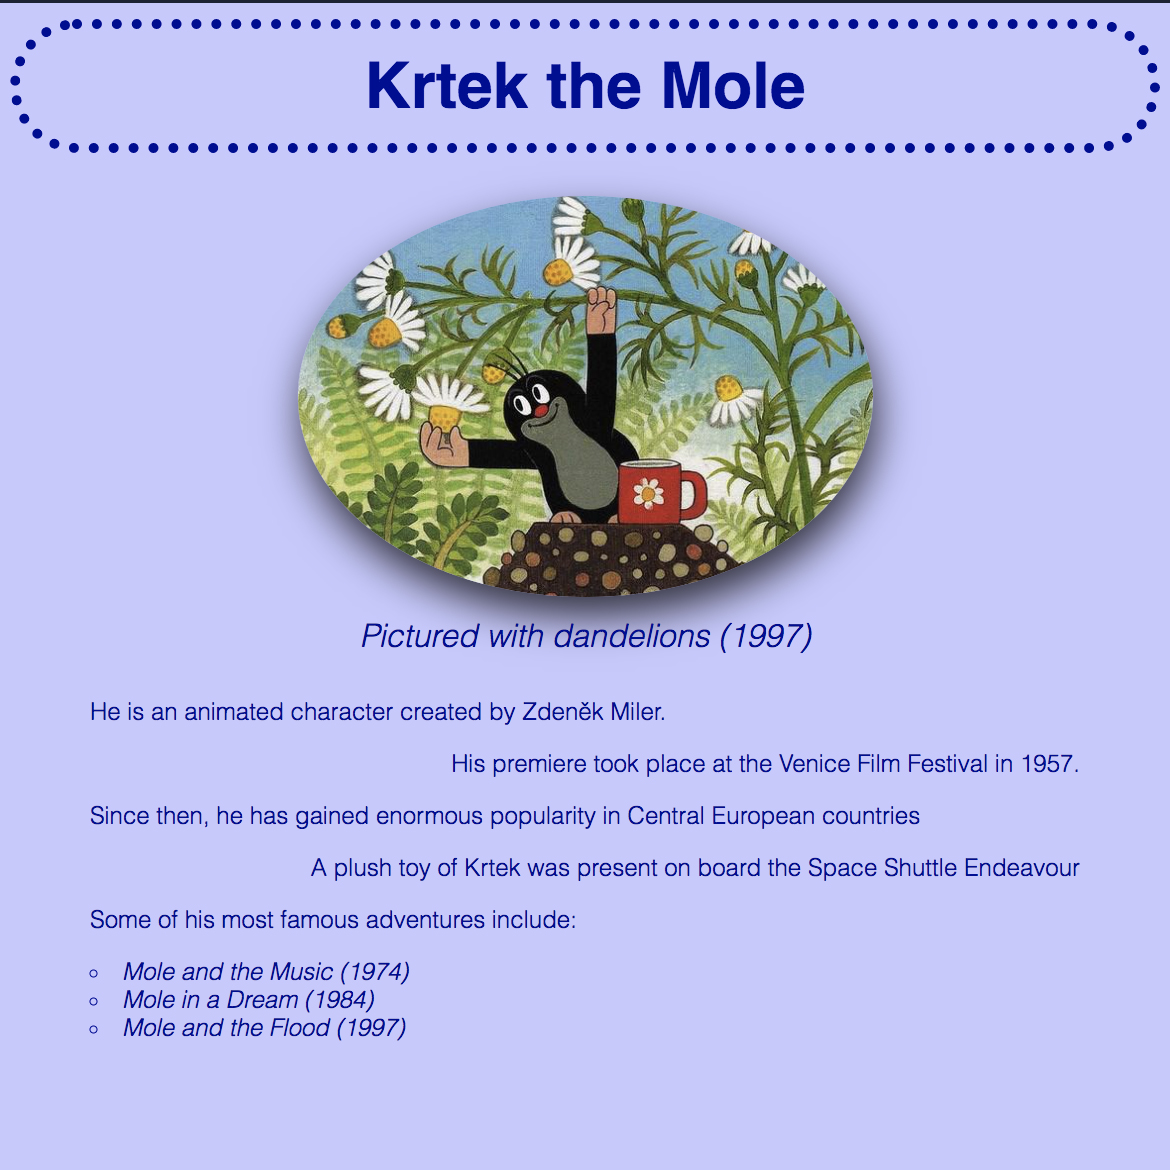 Krtek the Mole
Pictured with dandelions (1997)
He is an animated character created by Zdeněk Miler.
His premiere took place at the Venice Film Festival in 1957.
Since then, he has gained enormous popularity in Central European countries
A plush toy of Krtek was present on board the Space Shuttle Endeavour
Some of his most famous adventures include:
Mole and the Music (1974)
Mole in a Dream (1984)
Mole and the Flood (1997)